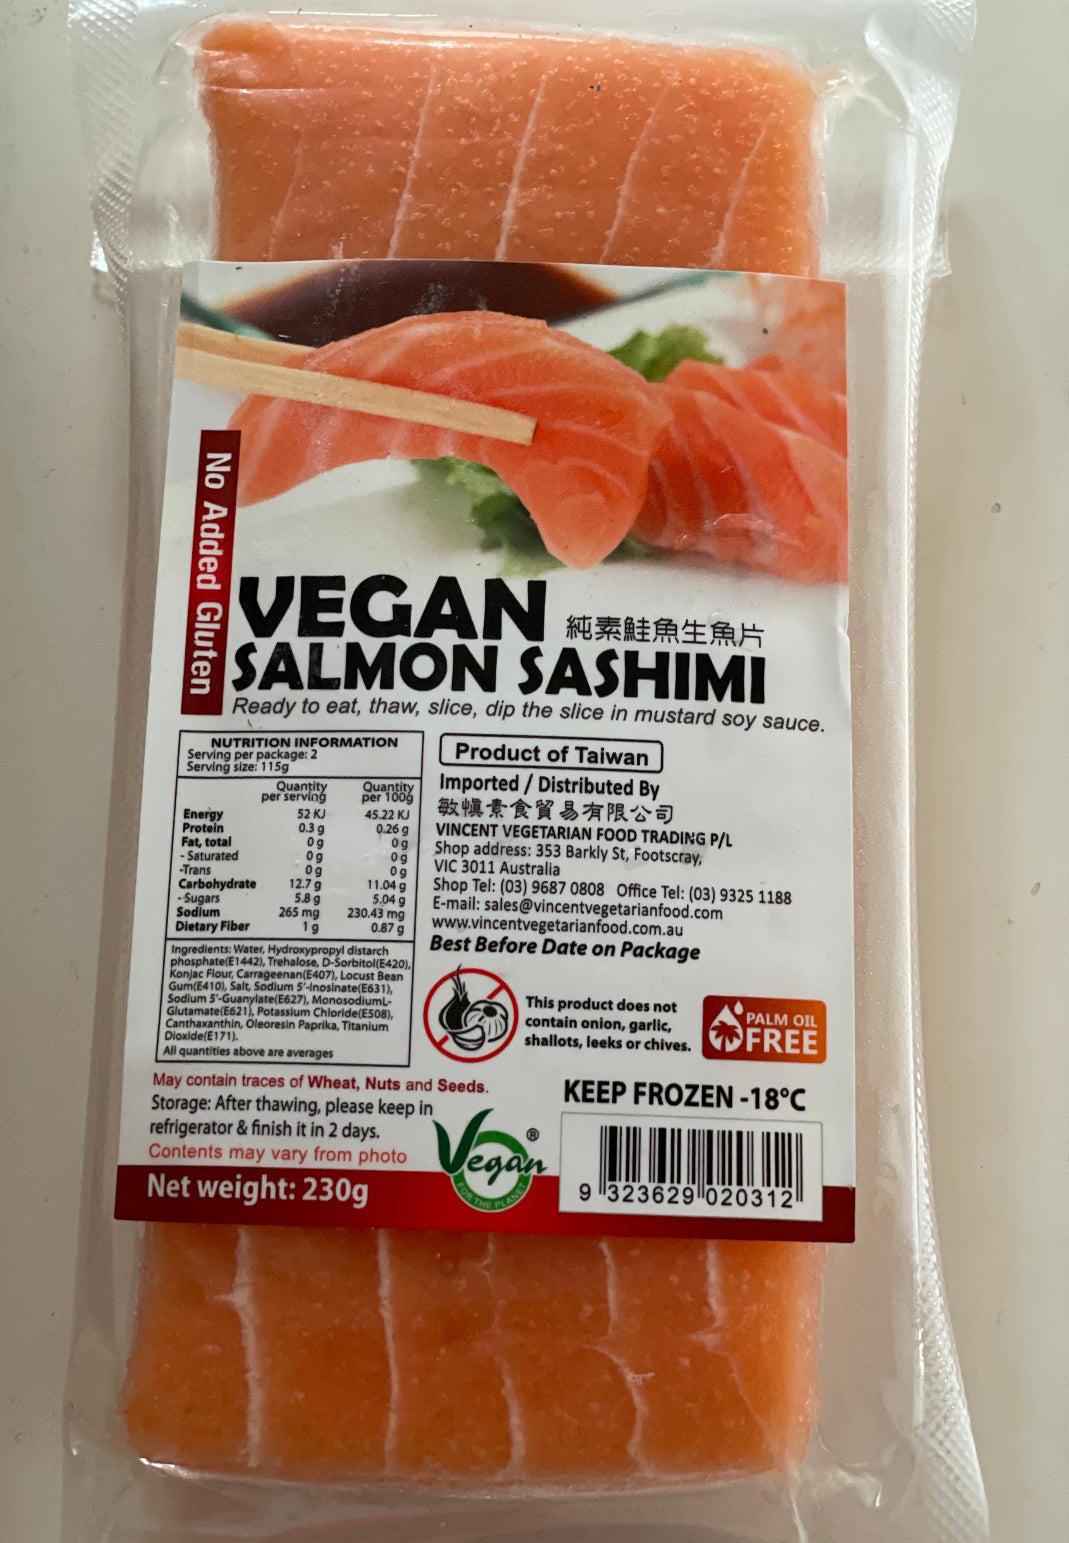 No Added Gluten
VEGAN 純素鮭魚生魚片
SALMON SASHIMI
Ready to eat, thaw, slice, dip the slice in mustard soy sauce.
NUTRITION INFORMATION
Serving per package: 2
Serving size: 115g
Quantity per serving Quantity per 100g
Energy 52 KJ 45.22 KJ
Protein 0.3 g 0.26 g
Fat, total 0 g 0 g
- Saturated 0 g 0 g
-Trans 0 g 0 g
Carbohydrate 12.7 g 11.04 g
- Sugars 5.8 g 5.04 g
Sodium 265 mg 230.43 mg
Dietary Fiber 1 g 0.87 g
Ingredients: Water, Hydroxypropyl distarch
phosphate(E1442), Trehalose, D-Sorbitol(E420),
Konjac Flour, Carrageenan(E407), Locust Bean
Gum(E410), Salt, Sodium 5'-Inosinate(E631),
Sodium 5'-Guanylate(E627), MonosodiumL-
Glutamate(E621), Potassium Chloride(E508),
Canthaxanthin, Oleoresin Paprika, Titanium
Dioxide(E171).
All quantities above are averages
Product of Taiwan
Imported / Distributed By
敏慎素食貿易有限公司
VINCENT VEGETARIAN FOOD TRADING P/L
Shop address: 353 Barkly St, Footscray,
VIC 3011 Australia
Shop Tel: (03) 9687 0808 Office Tel: (03) 9325 1188
E-mail: sales@vincentvegetarianfood.com
www.vincentvegetarianfood.com.au
Best Before Date on Package
This product does not
contain onion, garlic,
shallots, leeks or chives.
PALM OIL
FREE
May contain traces of Wheat, Nuts and Seeds.
Storage: After thawing, please keep in
refrigerator & finish it in 2 days.
Contents may vary from photo
Net weight: 230g
Vegan ®
FOR THE PLANET
KEEP FROZEN -18°C
9 323629 020312